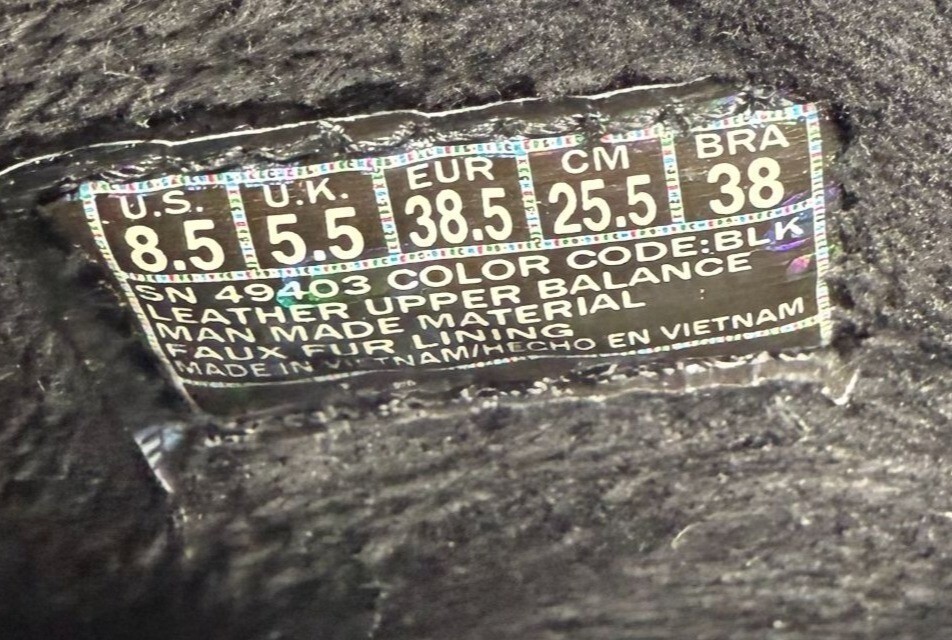 U.S. U.K. EUR CM BRA
8.5 5.5 38.5 25.5 38
SN 49403 COLOR CODE:BLK
LEATHER UPPER BALANCE
MAN MADE MATERIAL
FAUX FUR LINING
MADE IN VIETNAM/HECHO EN VIETNAM